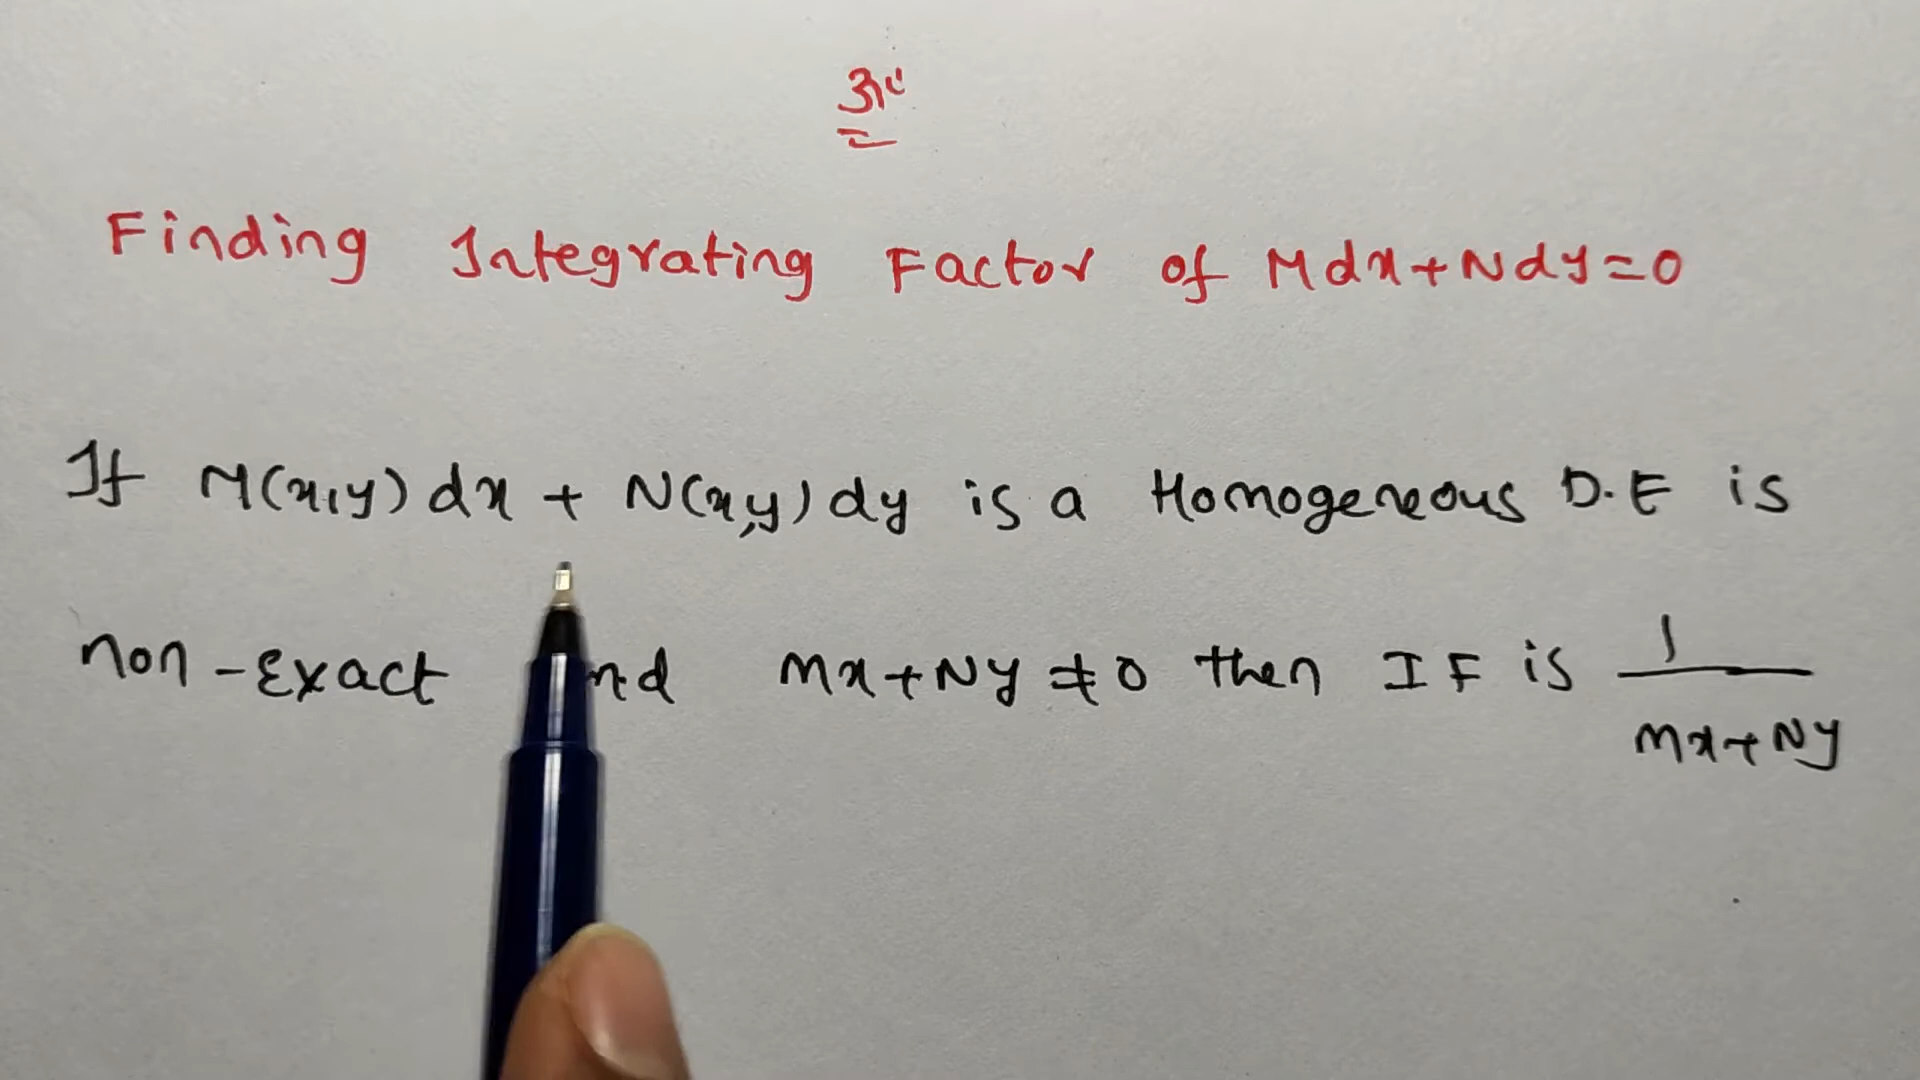 Finding Integrating Factor of Mdx+Ndy=0
If M(x,y)dx + N(x,y)dy is a Homogeneous D.E is
non-Exact nd Mx+Ny ≠ 0 then IF is 1/(Mx+Ny)